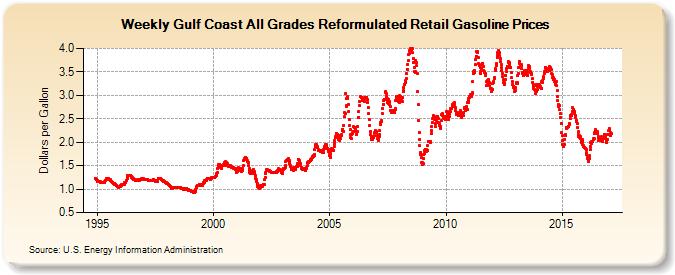 Weekly Gulf Coast All Grades Reformulated Retail Gasoline Prices
Dollars per Gallon
4.0
3.5
3.0
2.5
2.0
1.5
1.0
0.5
1995 2000 2005 2010 2015
Source: U.S. Energy Information Administration